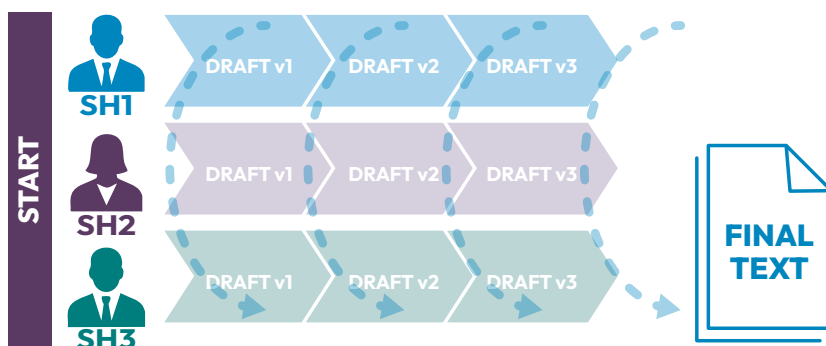 START
SH1
DRAFT v1
DRAFT v2
DRAFT v3
SH2
DRAFT v1
DRAFT v2
DRAFT v3
SH3
DRAFT v1
DRAFT v2
DRAFT v3
FINAL
TEXT